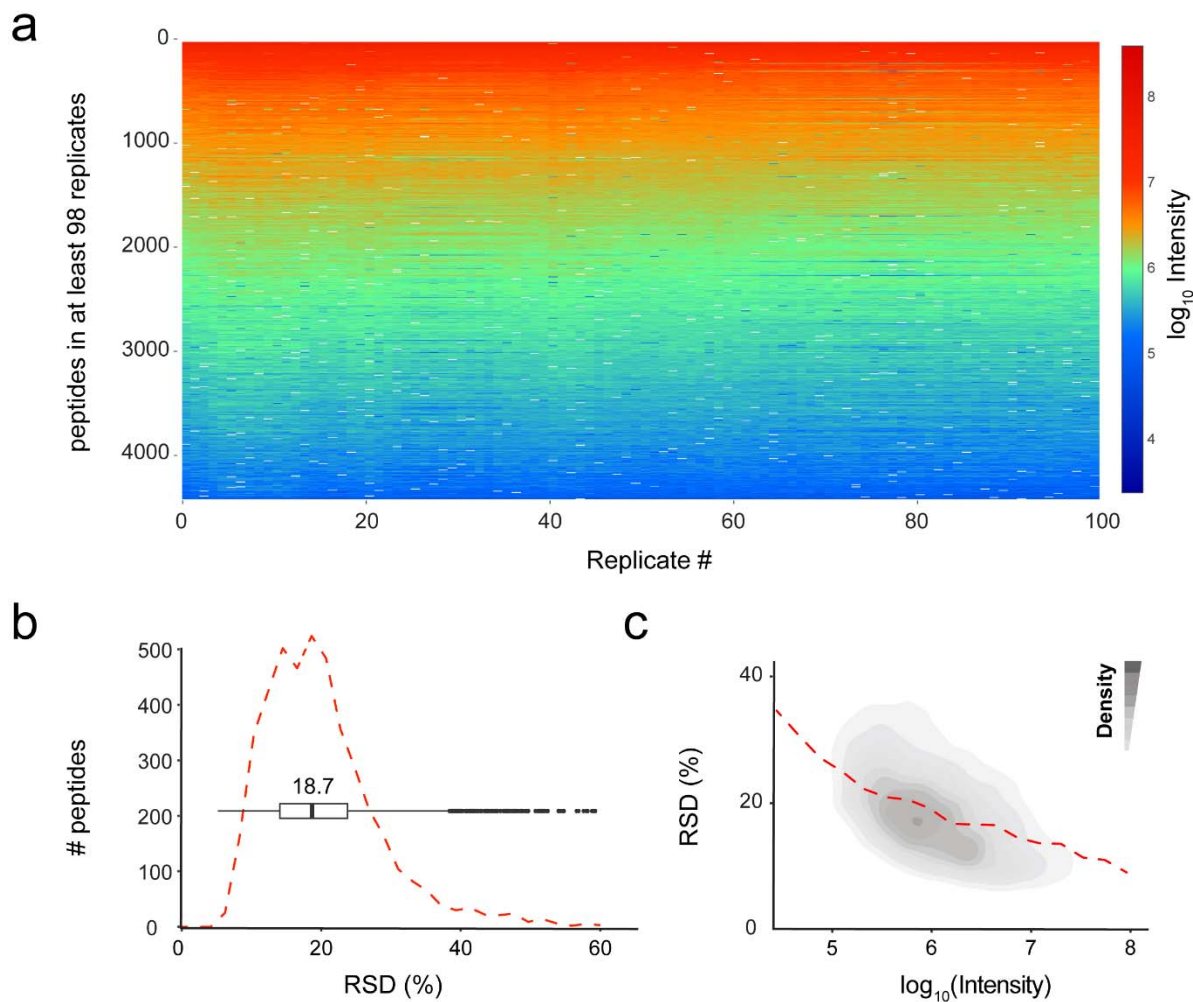 a
0
1000
2000
3000
4000
peptides in at least 98 replicates
0 20 40 60 80 100
Replicate #
8
7
6
5
4
log10 Intensity
b
500
400
300
200
100
0
# peptides
18.7
0 20 40 60
RSD (%)
c
40
20
0
RSD (%)
Density
5 6 7 8
log10(Intensity)